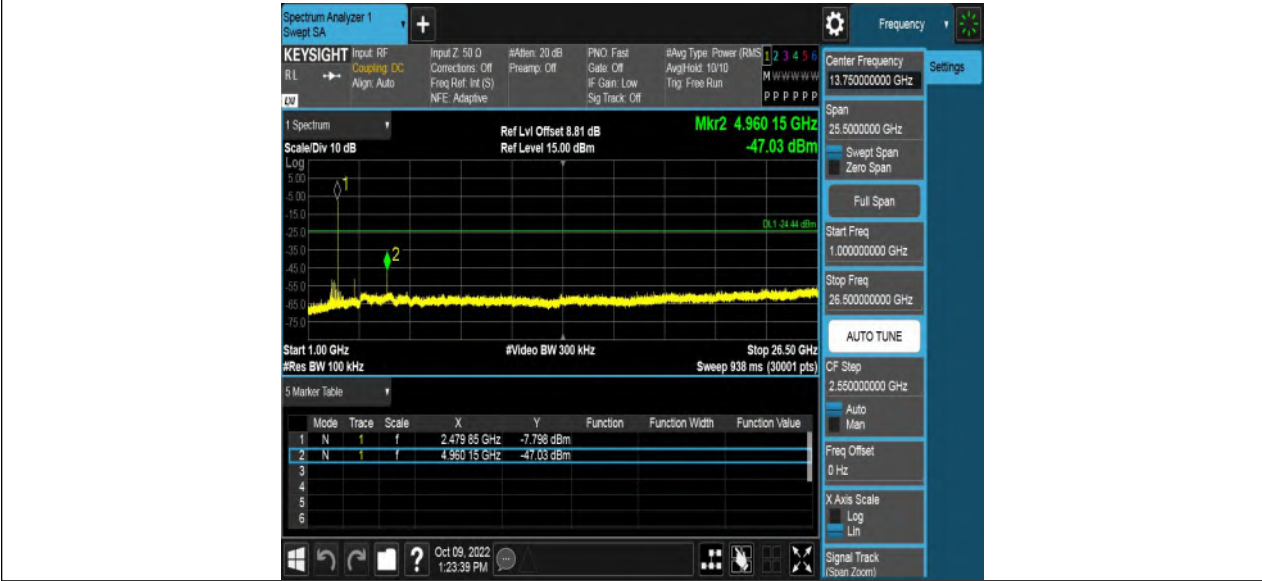 Spectrum Analyzer 1
Swept SA
Frequency
KEYSIGHT
RL
Input: RF
Coupling: DC
Align: Auto
Input Z: 50 Ω
Corrections: Off
Freq Ref: Int (S)
NFE: Adaptive
#Atten: 20 dB
Preamp: Off
PNO: Fast
Gate: Off
IF Gain: Low
Sig Track: Off
#Avg Type: Power (RMS
Avg|Hold: 10/10
Trig: Free Run
1 2 3 4 5 6
M W W W W W
P P P P P P
1 Spectrum
Scale/Div 10 dB
Ref Lvl Offset 8.81 dB
Ref Level 15.00 dBm
Mkr2 4.960 15 GHz
-47.03 dBm
Log
5.00
-5.00
-15.0
-25.0
-35.0
-45.0
-55.0
-65.0
-75.0
1
2
DL1 -24.44 dBm
Start 1.00 GHz
#Video BW 300 kHz
Stop 26.50 GHz
#Res BW 100 kHz
Sweep 938 ms (30001 pts)
5 Marker Table
Mode Trace Scale X Y Function Function Width Function Value
1 N 1 f 2.479 85 GHz -7.798 dBm
2 N 1 f 4.960 15 GHz -47.03 dBm
3
4
5
6
Oct 09, 2022
1:23:39 PM
Center Frequency
13.750000000 GHz
Settings
Span
25.5000000 GHz
Swept Span
Zero Span
Full Span
Start Freq
1.000000000 GHz
Stop Freq
26.500000000 GHz
AUTO TUNE
CF Step
2.550000000 GHz
Auto
Man
Freq Offset
0 Hz
X Axis Scale
Log
Lin
Signal Track
(Span Zoom)